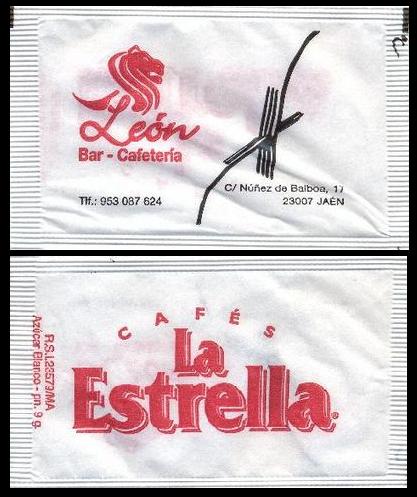 León
Bar - Cafetería
Tlf.: 953 087 624
C/ Núñez de Balboa, 17
23007 JAÉN
CAFÉS
La
Estrella
R.S.I.23579/MA
Azúcar Blanco - pn. 9 g.